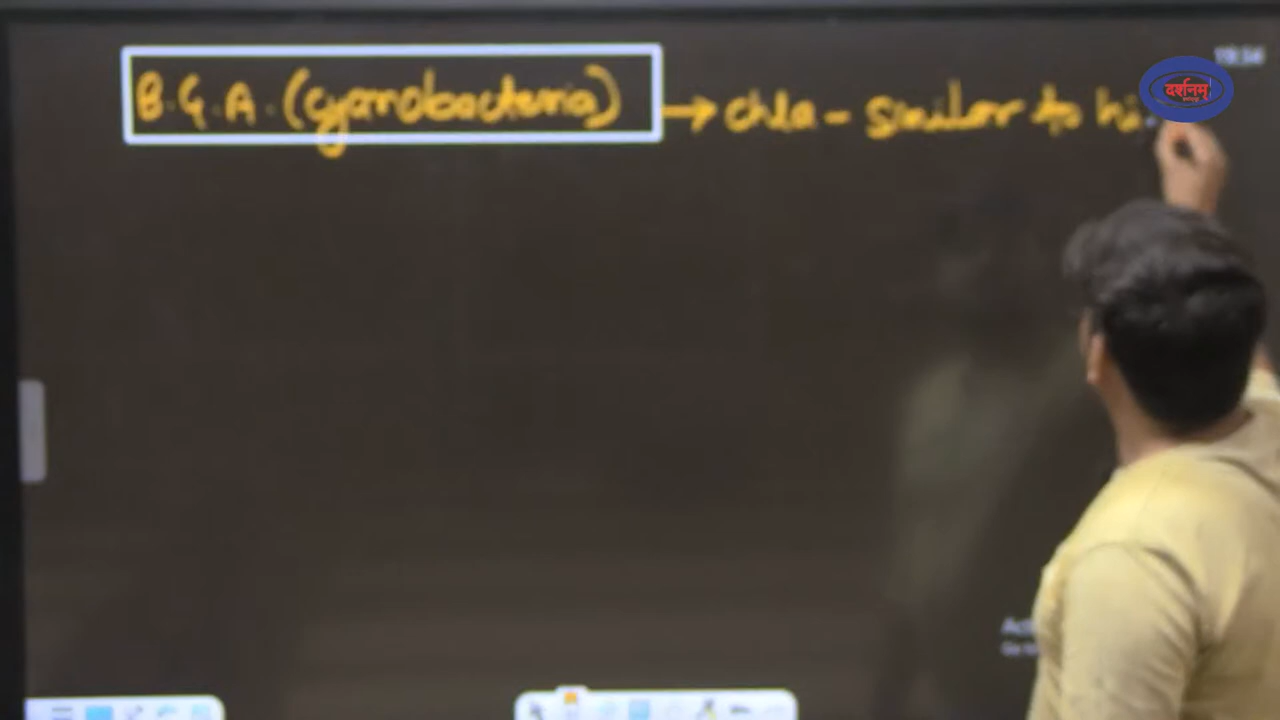 B.G.A. (cyanobacteria) → chla - similar to hi
दर्शनम्